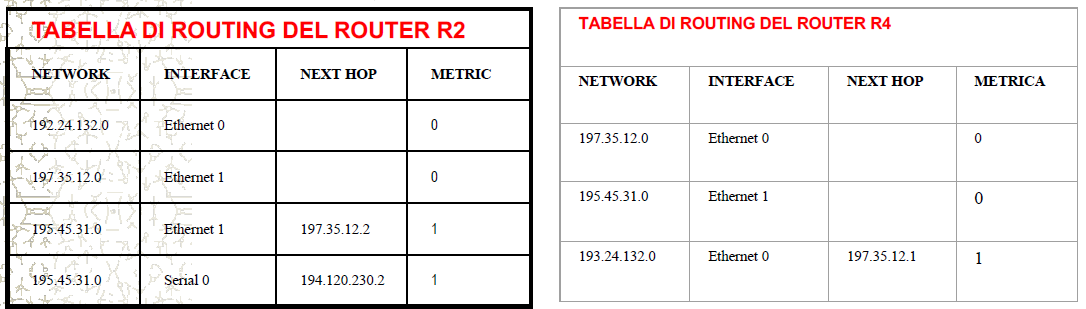 TABELLA DI ROUTING DEL ROUTER R2
NETWORK INTERFACE NEXT HOP METRIC
192.24.132.0 Ethernet 0 0
197.35.12.0 Ethernet 1 0
195.45.31.0 Ethernet 1 197.35.12.2 1
195.45.31.0 Serial 0 194.120.230.2 1
TABELLA DI ROUTING DEL ROUTER R4
NETWORK INTERFACE NEXT HOP METRICA
197.35.12.0 Ethernet 0 0
195.45.31.0 Ethernet 1 0
193.24.132.0 Ethernet 0 197.35.12.1 1